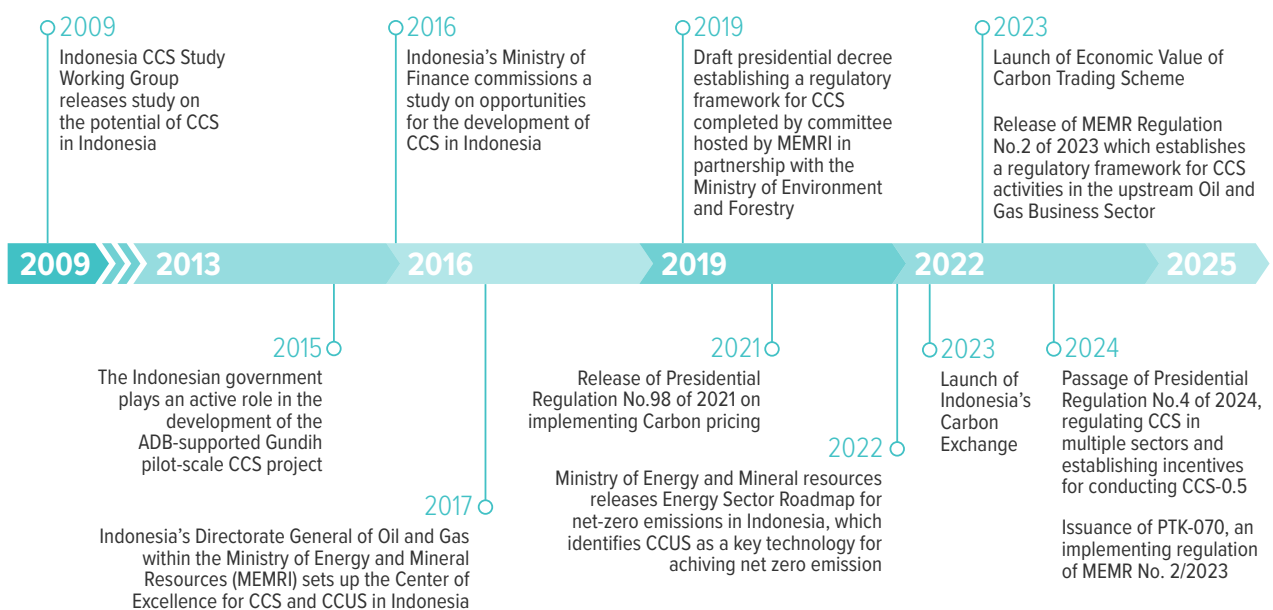 2009
Indonesia CCS Study
Working Group
releases study on
the potential of CCS
in Indonesia
2016
Indonesia's Ministry of
Finance commissions a
study on opportunities
for the development of
CCS in Indonesia
2019
Draft presidential decree
establishing a regulatory
framework for CCS
completed by committee
hosted by MEMRI in
partnership with the
Ministry of Environment
and Forestry
2023
Launch of Economic Value of
Carbon Trading Scheme
Release of MEMR Regulation
No.2 of 2023 which establishes
a regulatory framework for CCS
activities in the upstream Oil and
Gas Business Sector
2009 2013 2016 2019 2022 2025
2015
The Indonesian government
plays an active role in the
development of the
ADB-supported Gundih
pilot-scale CCS project
2017
Indonesia's Directorate General of Oil and Gas
within the Ministry of Energy and Mineral
Resources (MEMRI) sets up the Center of
Excellence for CCS and CCUS in Indonesia
2021
Release of Presidential
Regulation No.98 of 2021 on
implementing Carbon pricing
2022
Ministry of Energy and Mineral resources
releases Energy Sector Roadmap for
net-zero emissions in Indonesia, which
identifies CCUS as a key technology for
achiving net zero emission
2023
Launch of
Indonesia's
Carbon
Exchange
2024
Passage of Presidential
Regulation No.4 of 2024,
regulating CCS in
multiple sectors and
establishing incentives
for conducting CCS-0.5
Issuance of PTK-070, an
implementing regulation
of MEMR No. 2/2023